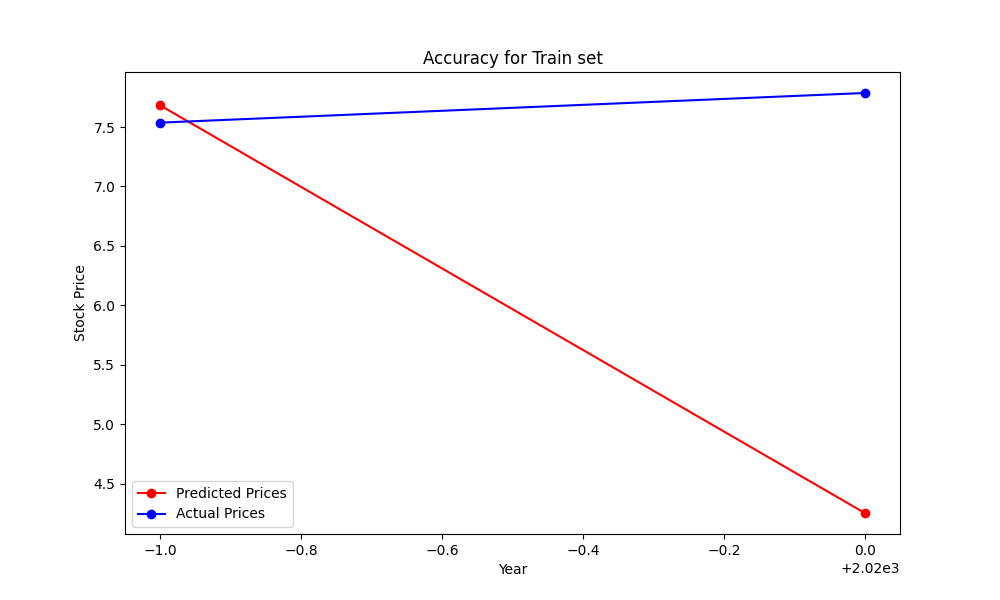 Accuracy for Train set
Stock Price
7.5
7.0
6.5
6.0
5.5
5.0
4.5
Predicted Prices
Actual Prices
−1.0 −0.8 −0.6 −0.4 −0.2 0.0
Year
+2.02e3